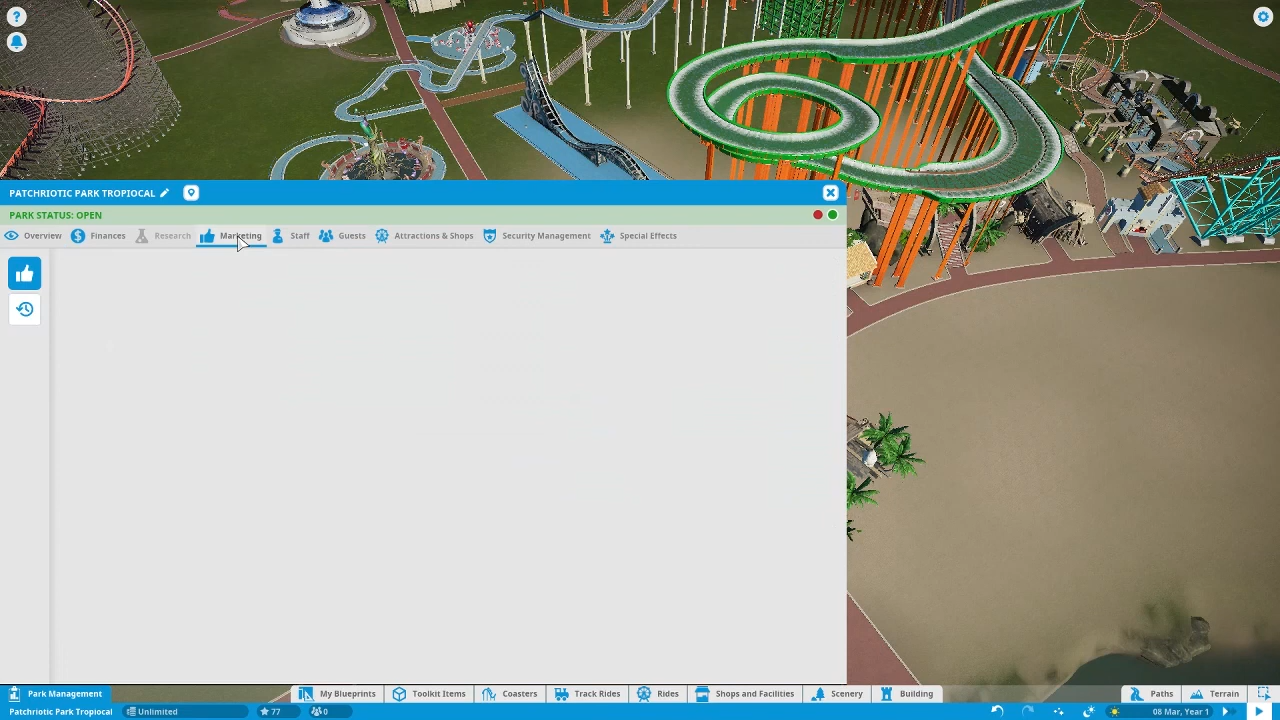 ?
PATCHRIOTIC PARK TROPIOCAL
PARK STATUS: OPEN
Overview Finances Research Marketing Staff Guests Attractions & Shops Security Management Special Effects
Park Management My Blueprints Toolkit Items Coasters Track Rides Rides Shops and Facilities Scenery Building Paths Terrain
Patchriotic Park Tropiocal Unlimited 77 0 08 Mar, Year 1